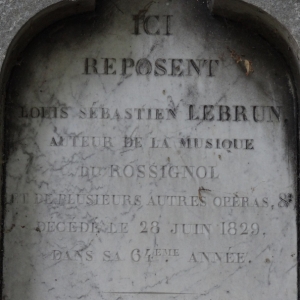 ICI
REPOSENT
LOUIS SÉBASTIEN LEBRUN,
AUTEUR DE LA MUSIQUE
DU ROSSIGNOL
ET DE PLUSIEURS AUTRES OPÉRAS, &
DÉCÉDÉ LE 28 JUIN 1829.
DANS SA 64EME ANNÉE.